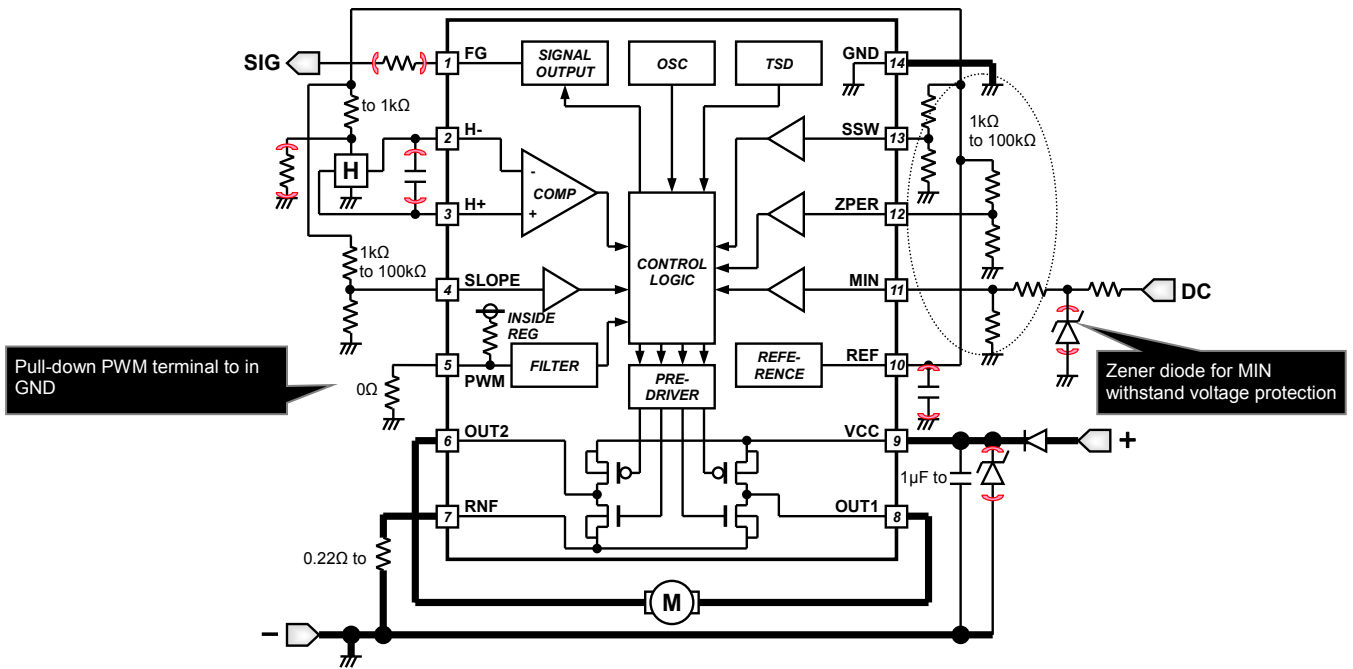 SIG
1
FG
SIGNAL
OUTPUT
OSC
TSD
GND
14
to 1kΩ
1kΩ
to 100kΩ
2
H-
SSW
13
H
-
COMP
+
3
H+
ZPER
12
1kΩ
to 100kΩ
CONTROL
LOGIC
4
SLOPE
MIN
11
DC
INSIDE
REG
Pull-down PWM terminal to in
GND
5
PWM
FILTER
REFE-
RENCE
REF
10
Zener diode for MIN
withstand voltage protection
0Ω
PRE-
DRIVER
6
OUT2
VCC
9
+
1µF to
7
RNF
OUT1
8
0.22Ω to
M
−